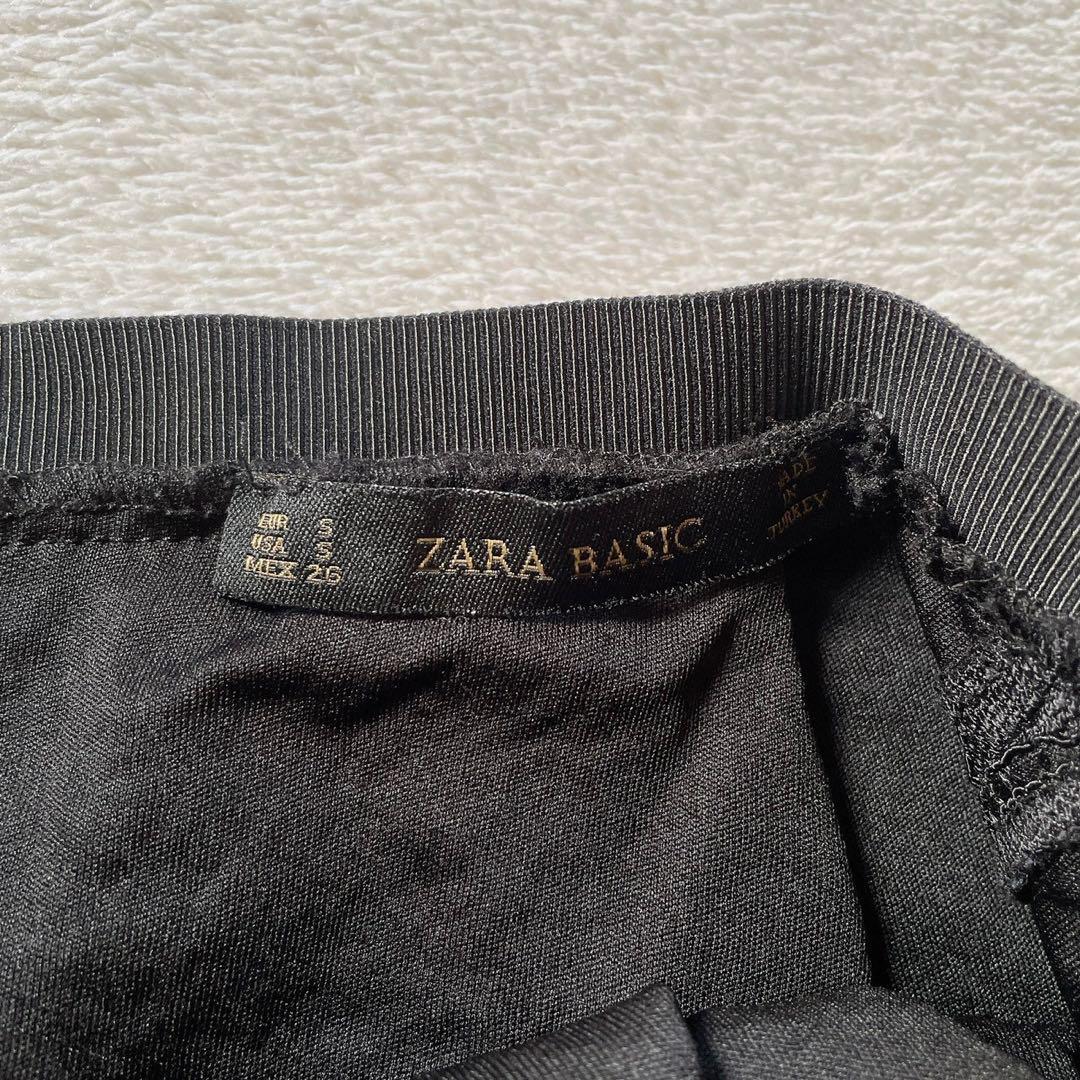 EUR S
USA S
MEX 26
ZARA BASIC
MADE
IN
TURKEY